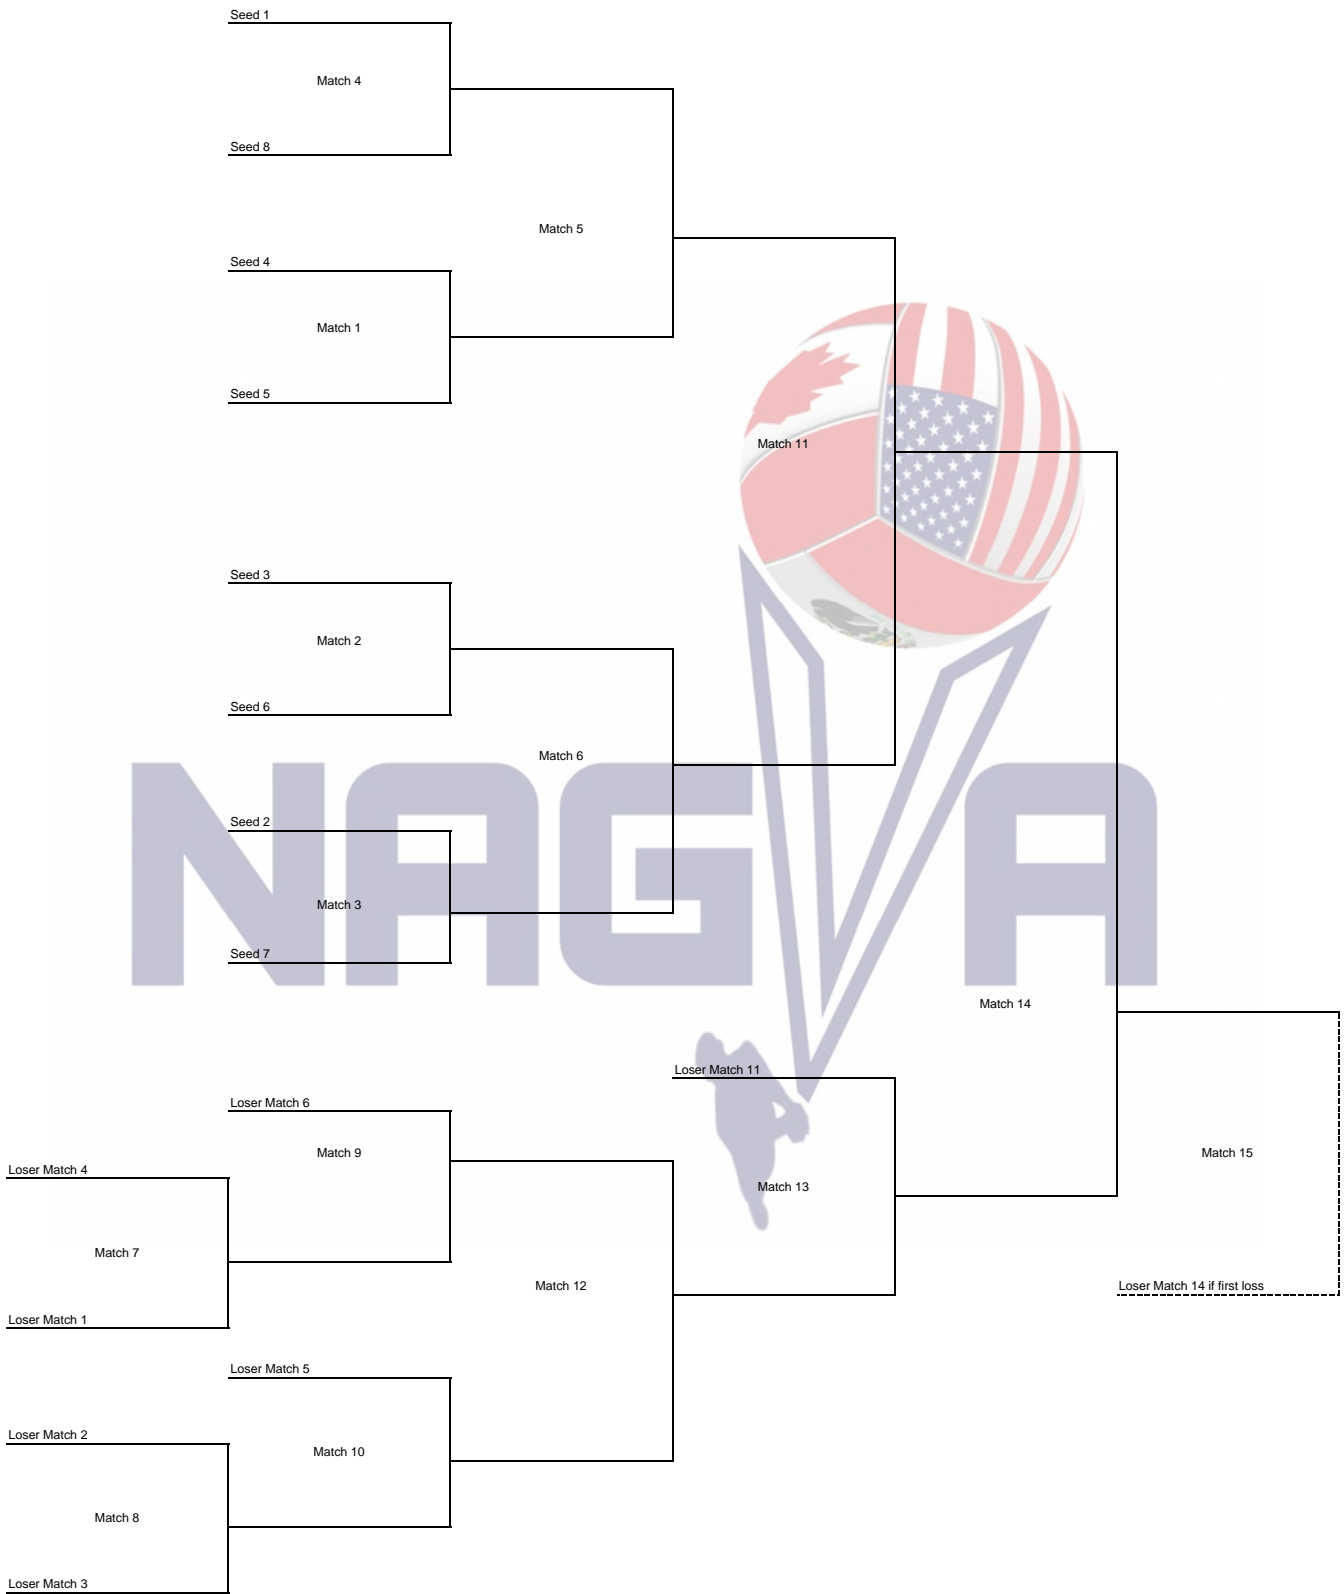 Seed 1
Match 4
Seed 8
Match 5
Seed 4
Match 1
Seed 5
Match 11
Seed 3
Match 2
Seed 6
Match 6
Seed 2
Match 3
Seed 7
NAGVA
Match 14
Loser Match 11
Loser Match 6
Match 9
Match 15
Loser Match 4
Match 13
Match 7
Match 12
Loser Match 14 if first loss
Loser Match 1
Loser Match 5
Loser Match 2
Match 10
Match 8
Loser Match 3